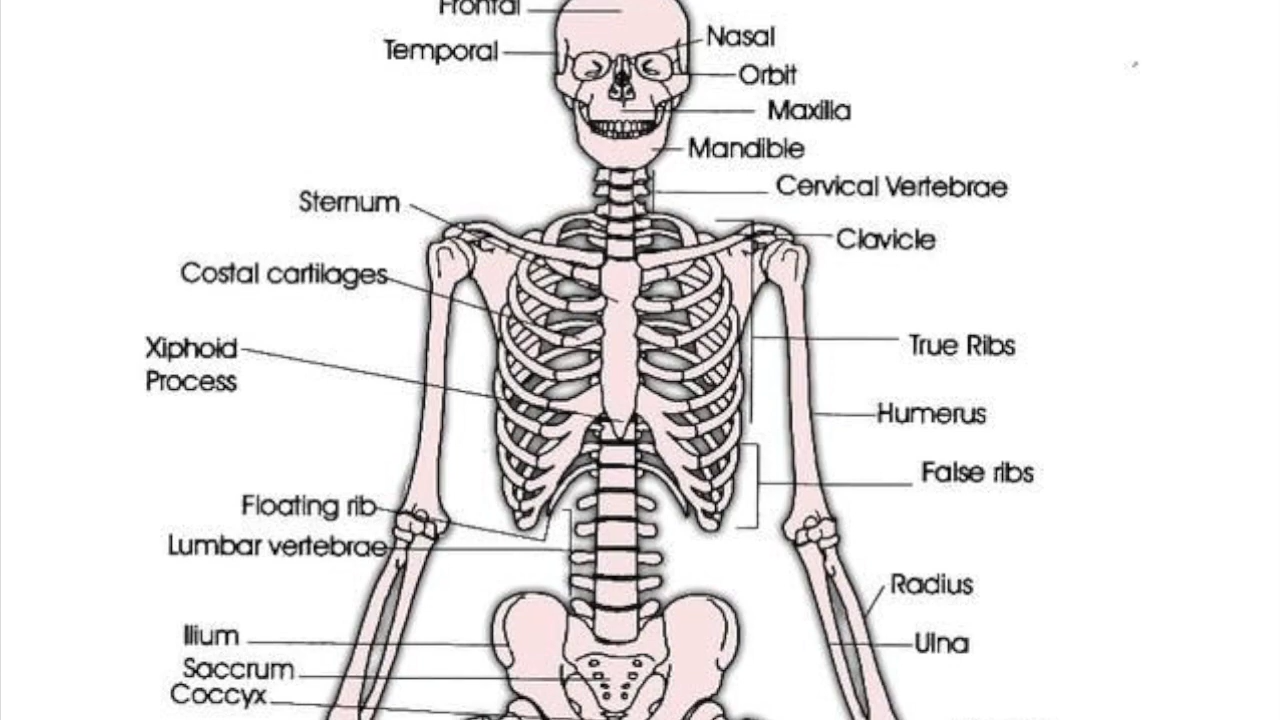 Frontal
Temporal
Nasal
Orbit
Maxilla
Mandible
Cervical Vertebrae
Sternum
Clavicle
Costal cartilages
True Ribs
Xiphoid
Process
Humerus
False ribs
Floating rib
Lumbar vertebrae
Radius
Ilium
Ulna
Saccrum
Coccyx